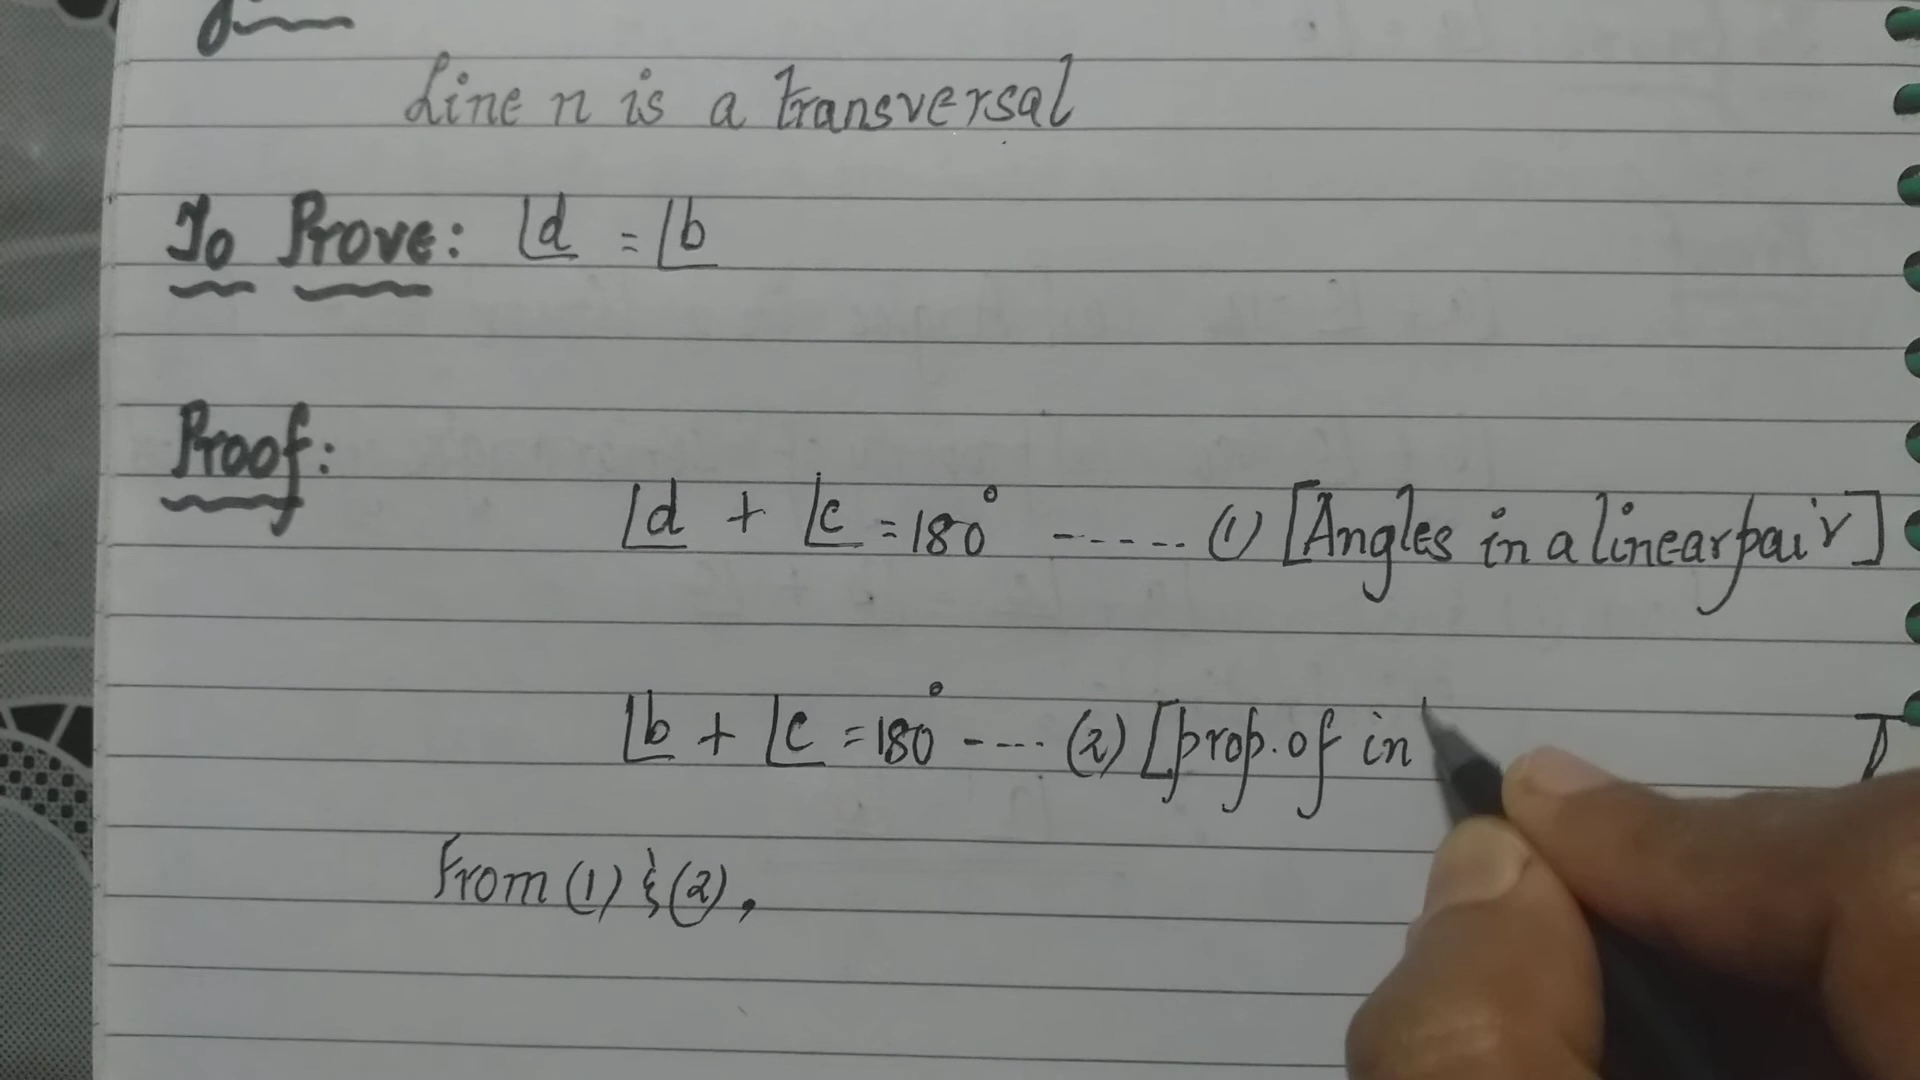 Line n is a transversal
To Prove: ∠d = ∠b
Proof:
∠d + ∠c = 180° ----- (1) [Angles in a linear pair]
∠b + ∠c = 180° ---- (2) [prop. of in
From (1) & (2),